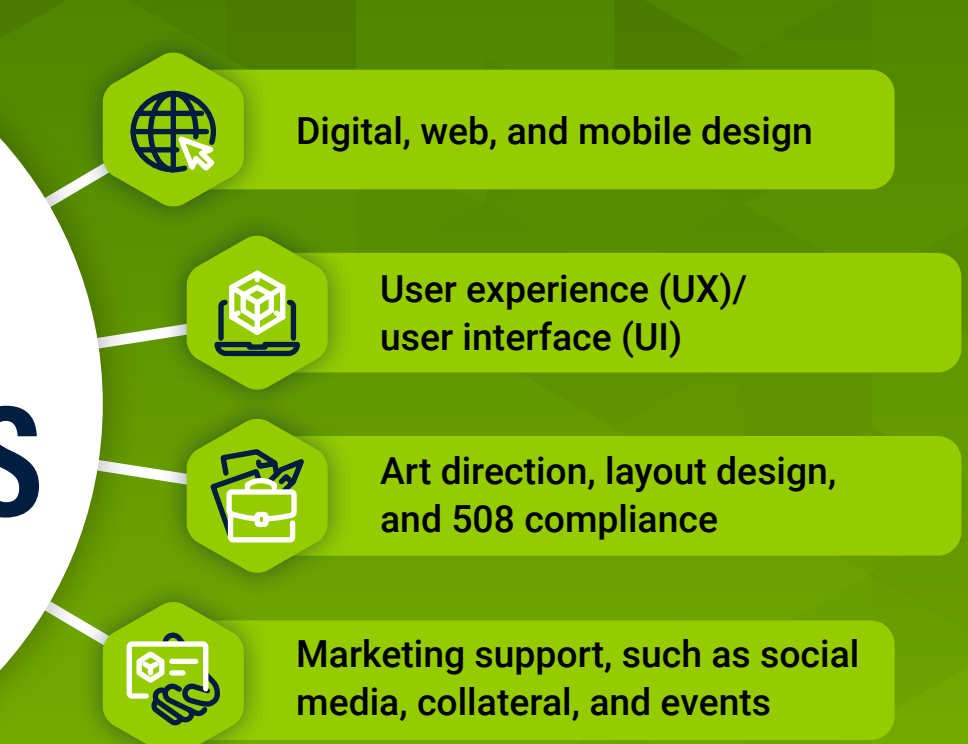 Digital, web, and mobile design
User experience (UX)/
user interface (UI)
S
Art direction, layout design,
and 508 compliance
Marketing support, such as social
media, collateral, and events